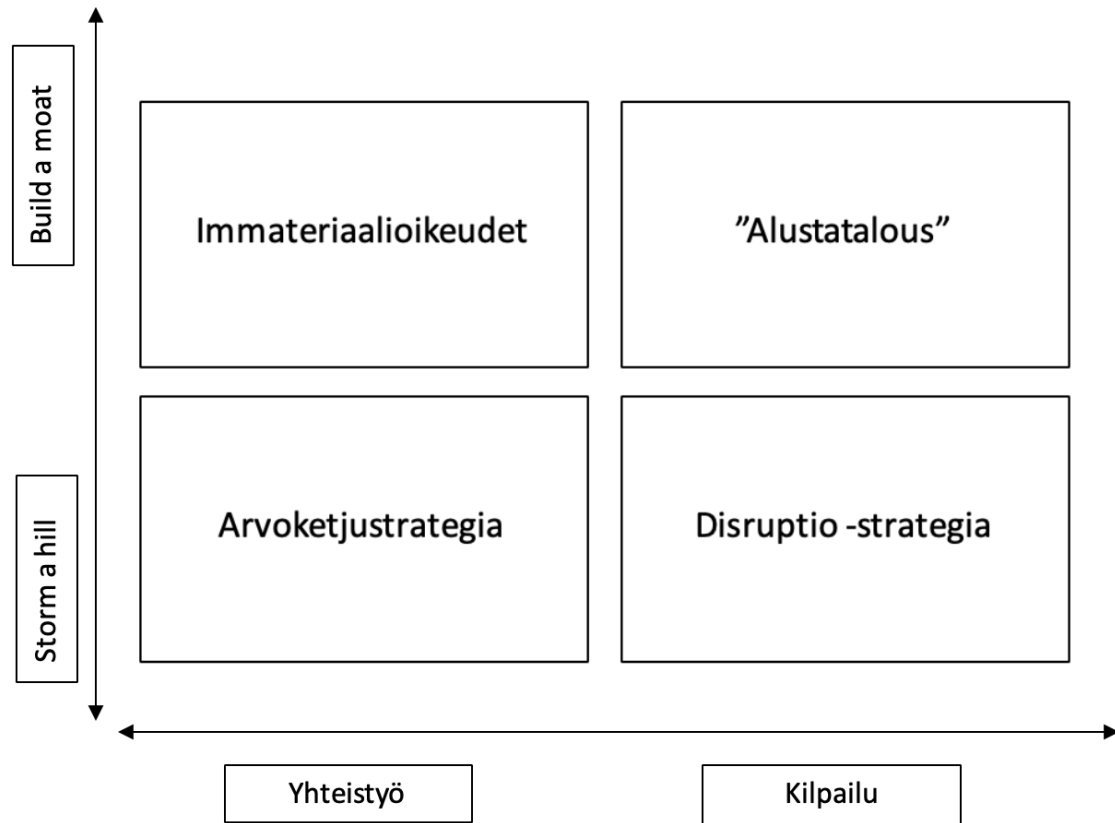 Build a moat
Immateriaalioikeudet
”Alustatalous”
Storm a hill
Arvoketjustrategia
Disruptio -strategia
Yhteistyö
Kilpailu